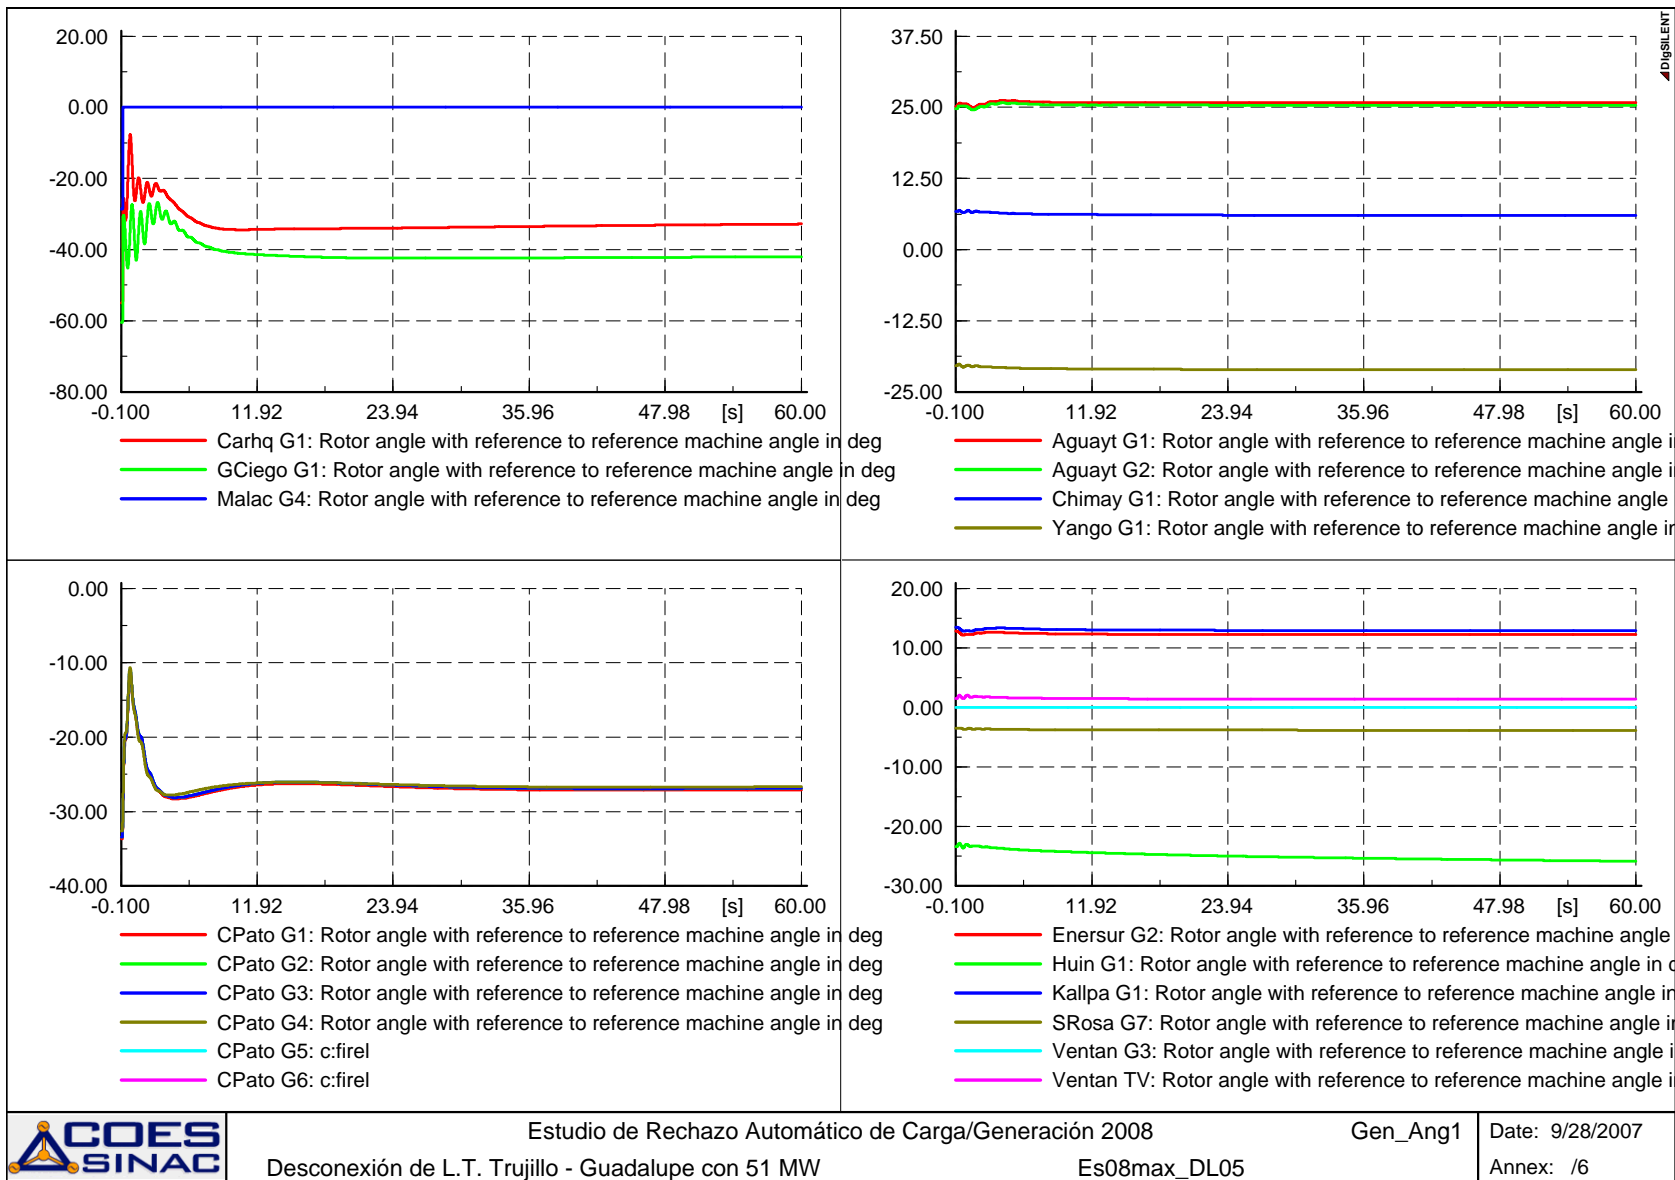 DIgSILENT
20.00
0.00
-20.00
-40.00
-60.00
-80.00
-0.100 11.92 23.94 35.96 47.98 [s] 60.00
Carhq G1: Rotor angle with reference to reference machine angle in deg
GCiego G1: Rotor angle with reference to reference machine angle in deg
Malac G4: Rotor angle with reference to reference machine angle in deg
37.50
25.00
12.50
0.00
-12.50
-25.00
-0.100 11.92 23.94 35.96 47.98 [s] 60.00
Aguayt G1: Rotor angle with reference to reference machine angle i
Aguayt G2: Rotor angle with reference to reference machine angle i
Chimay G1: Rotor angle with reference to reference machine angle
Yango G1: Rotor angle with reference to reference machine angle in
0.00
-10.00
-20.00
-30.00
-40.00
-0.100 11.92 23.94 35.96 47.98 [s] 60.00
CPato G1: Rotor angle with reference to reference machine angle in deg
CPato G2: Rotor angle with reference to reference machine angle in deg
CPato G3: Rotor angle with reference to reference machine angle in deg
CPato G4: Rotor angle with reference to reference machine angle in deg
CPato G5: c:firel
CPato G6: c:firel
20.00
10.00
0.00
-10.00
-20.00
-30.00
-0.100 11.92 23.94 35.96 47.98 [s] 60.00
Enersur G2: Rotor angle with reference to reference machine angle
Huin G1: Rotor angle with reference to reference machine angle in d
Kallpa G1: Rotor angle with reference to reference machine angle in
SRosa G7: Rotor angle with reference to reference machine angle i
Ventan G3: Rotor angle with reference to reference machine angle i
Ventan TV: Rotor angle with reference to reference machine angle i
COES
SINAC
Estudio de Rechazo Automático de Carga/Generación 2008 Gen_Ang1
Desconexión de L.T. Trujillo - Guadalupe con 51 MW Es08max_DL05
Date: 9/28/2007
Annex: /6